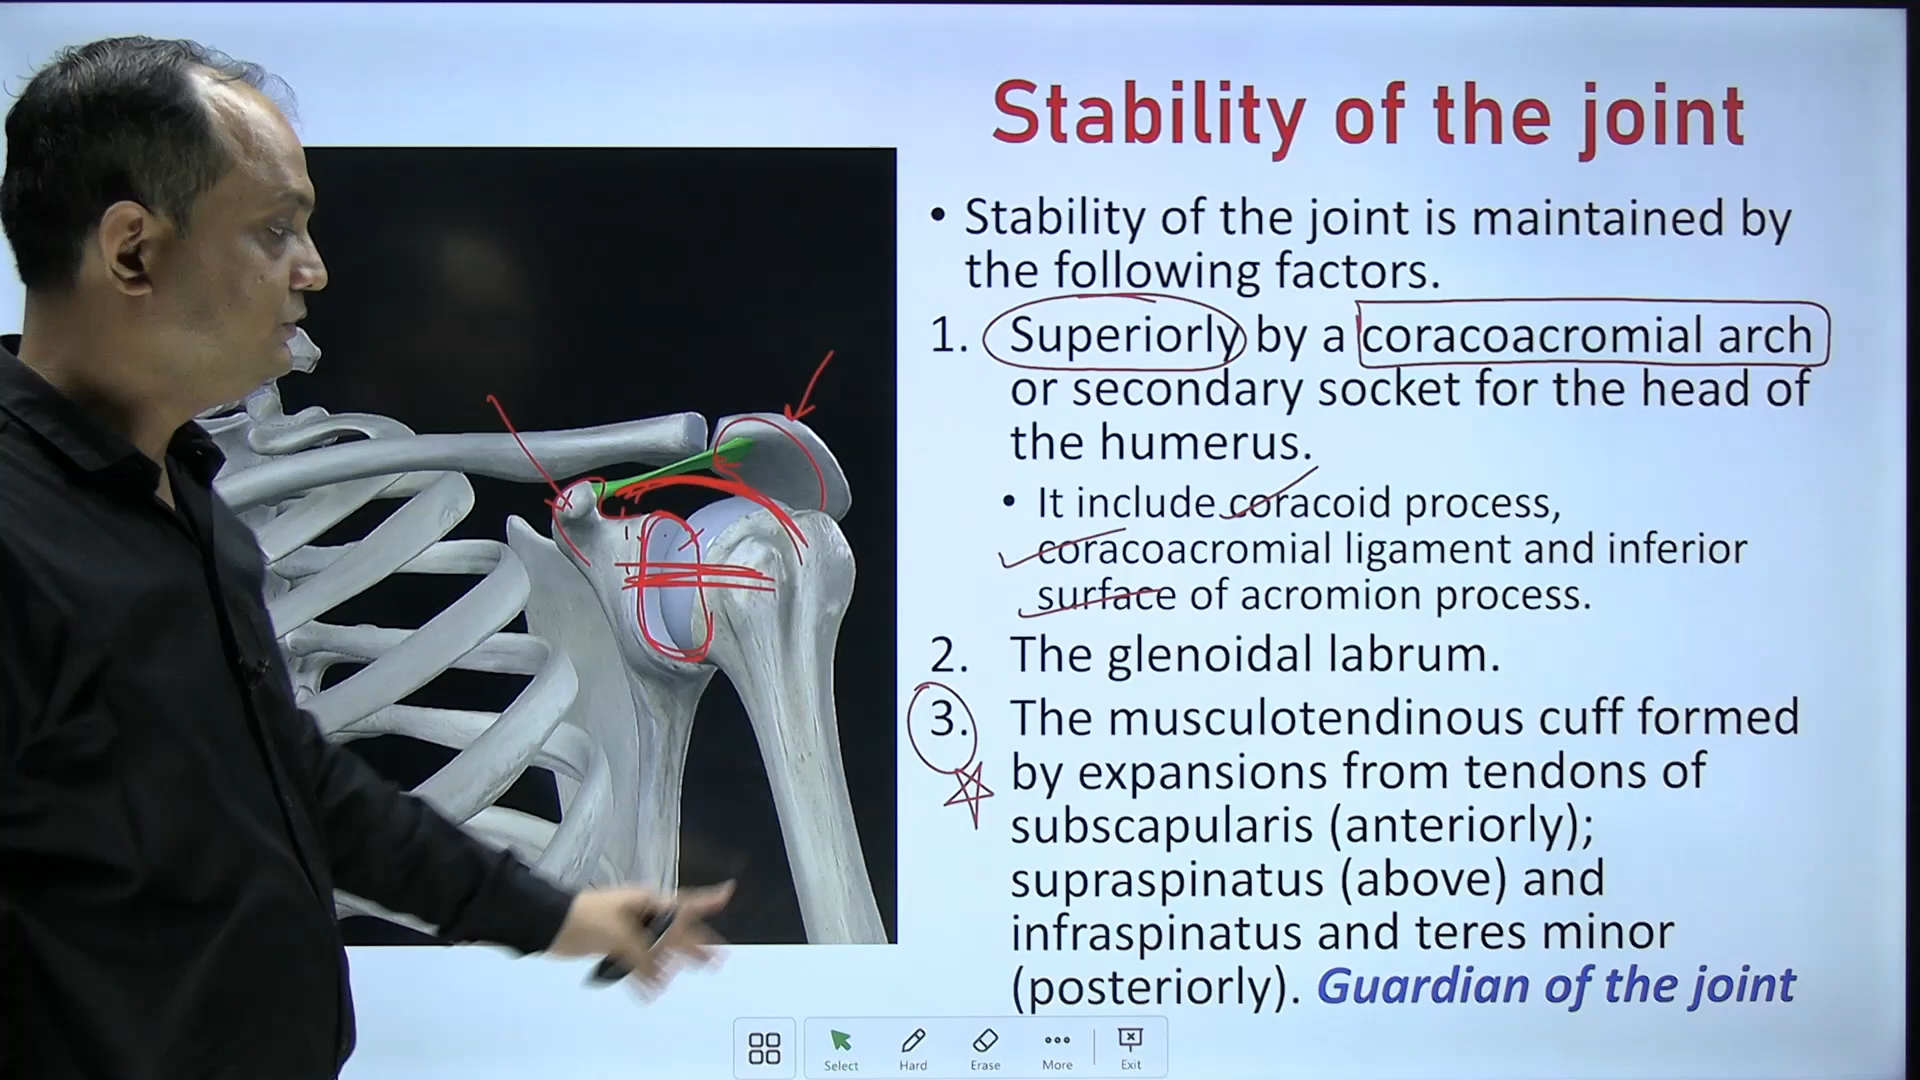 Stability of the joint
• Stability of the joint is maintained by
the following factors.
1. Superiorly by a coracoacromial arch
or secondary socket for the head of
the humerus.
• It include coracoid process,
coracoacromial ligament and inferior
surface of acromion process.
2. The glenoidal labrum.
3. The musculotendinous cuff formed
by expansions from tendons of
subscapularis (anteriorly);
supraspinatus (above) and
infraspinatus and teres minor
(posteriorly). Guardian of the joint
Select Hard Erase More Exit